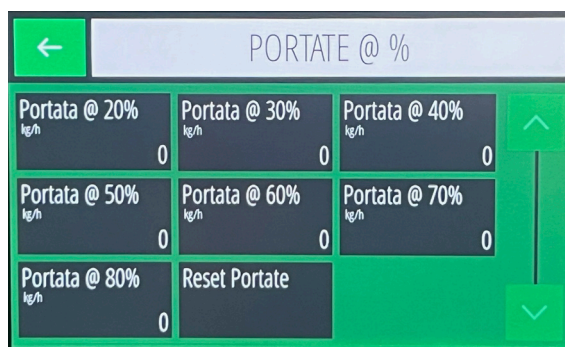 PORTATE @ %
Portata @ 20%
kg/h
0
Portata @ 30%
kg/h
0
Portata @ 40%
kg/h
0
Portata @ 50%
kg/h
0
Portata @ 60%
kg/h
0
Portata @ 70%
kg/h
0
Portata @ 80%
kg/h
0
Reset Portate